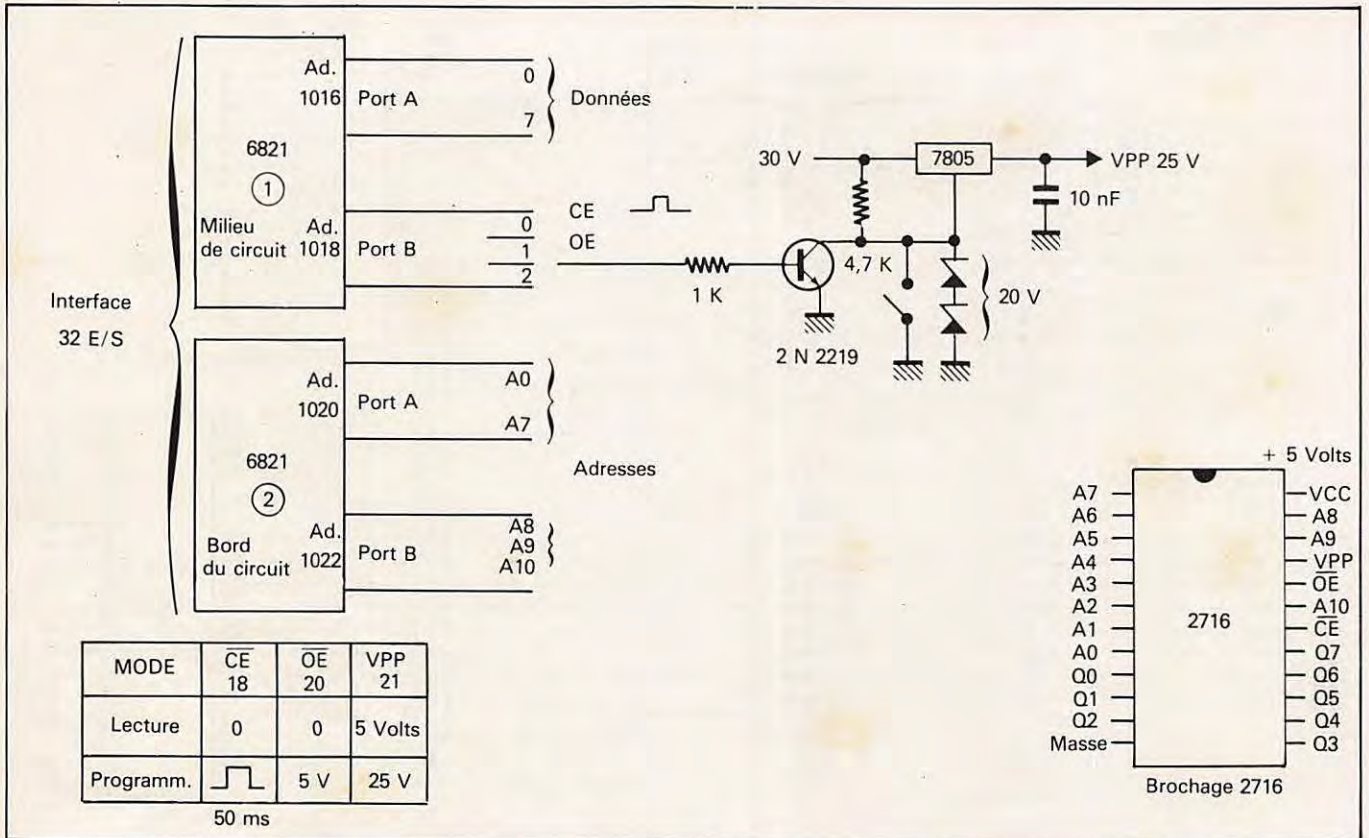 Interface
32 E/S
Ad.
1016
6821
1
Milieu
de circuit
Ad.
1018
Port A
0
7
Données
Port B
0
1
2
CE
OE
1 K
2 N 2219
30 V
7805
VPP 25 V
10 nF
4,7 K
20 V
Ad.
1020
6821
2
Bord
du circuit
Ad.
1022
Port A
A0
A7
Adresses
Port B
A8
A9
A10
MODE
CE
18
OE
20
VPP
21
Lecture
0
0
5 Volts
Programm.
5 V
25 V
50 ms
+ 5 Volts
A7
A6
A5
A4
A3
A2
A1
A0
Q0
Q1
Q2
Masse
2716
VCC
A8
A9
VPP
OE
A10
CE
Q7
Q6
Q5
Q4
Q3
Brochage 2716